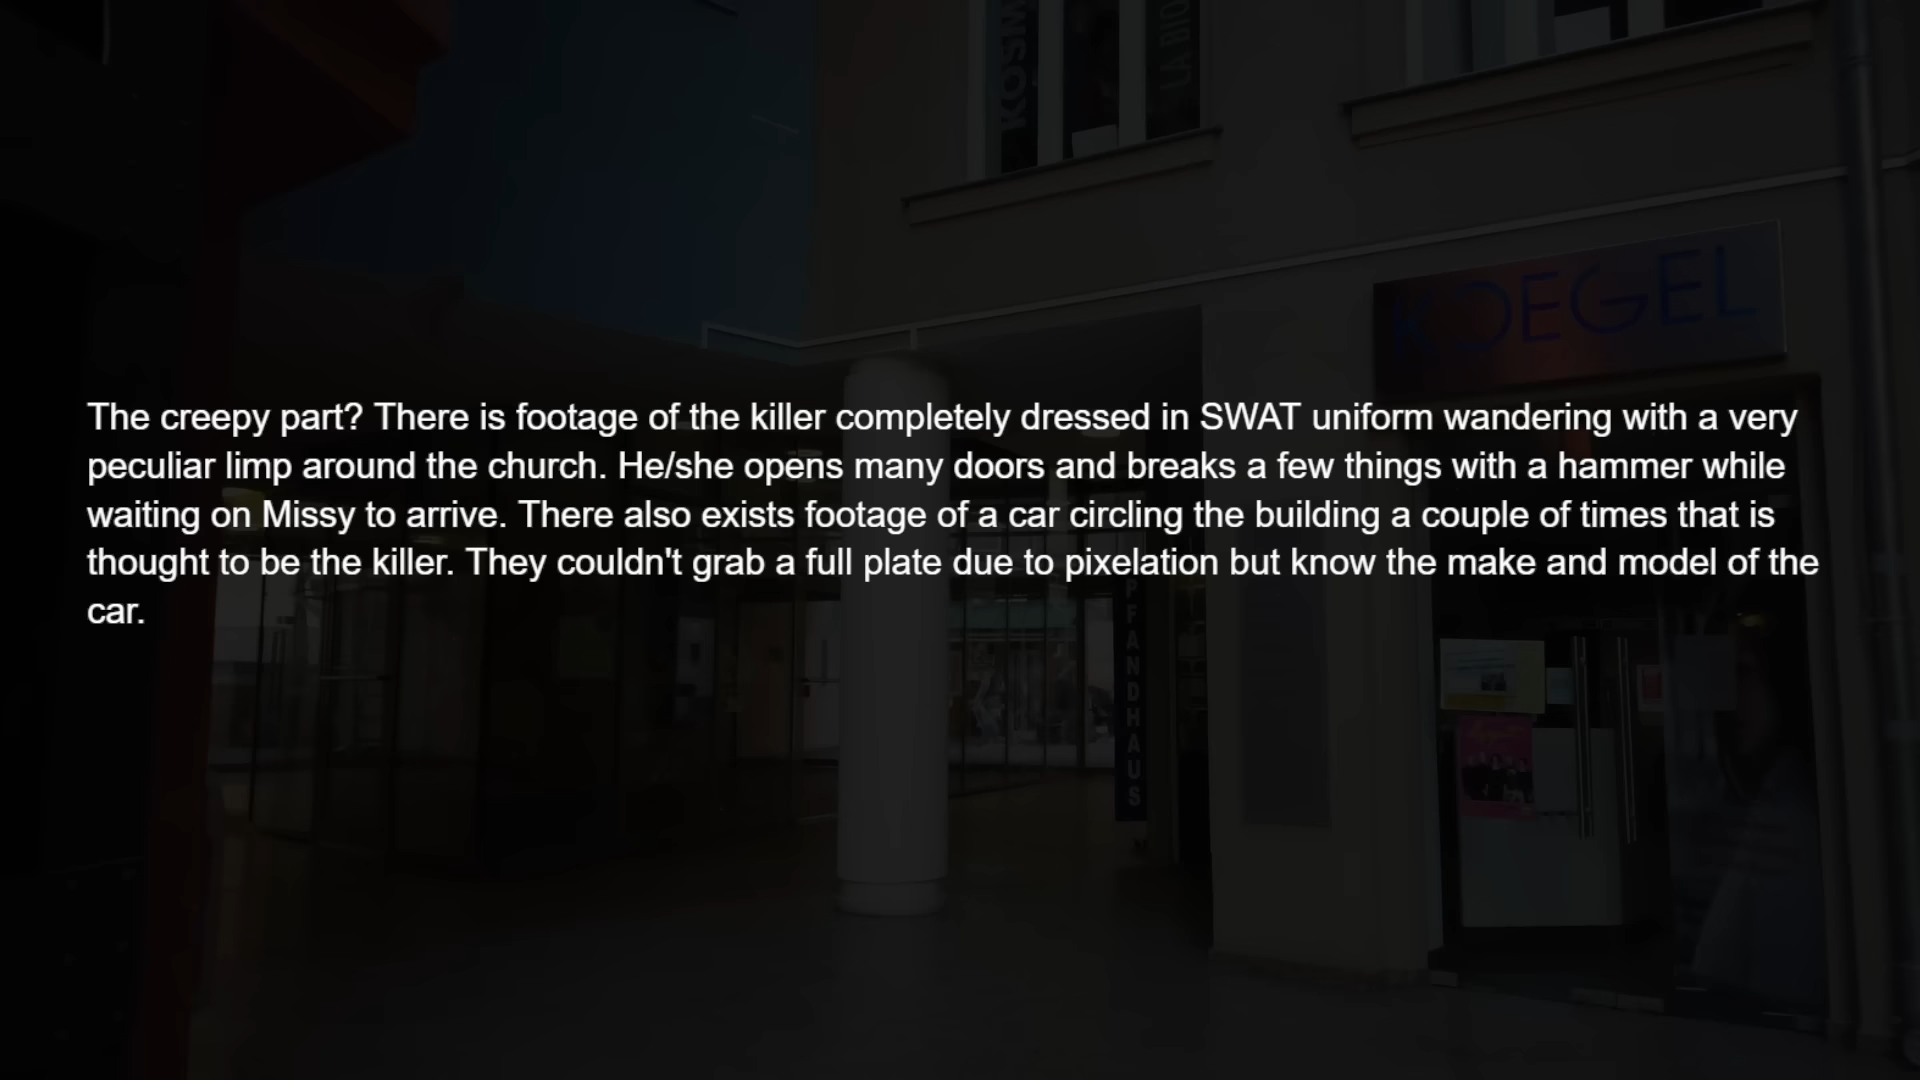 KOSM
LA BIO
KOEGEL
The creepy part? There is footage of the killer completely dressed in SWAT uniform wandering with a very
peculiar limp around the church. He/she opens many doors and breaks a few things with a hammer while
waiting on Missy to arrive. There also exists footage of a car circling the building a couple of times that is
thought to be the killer. They couldn't grab a full plate due to pixelation but know the make and model of the
car.
PFANDHAUS